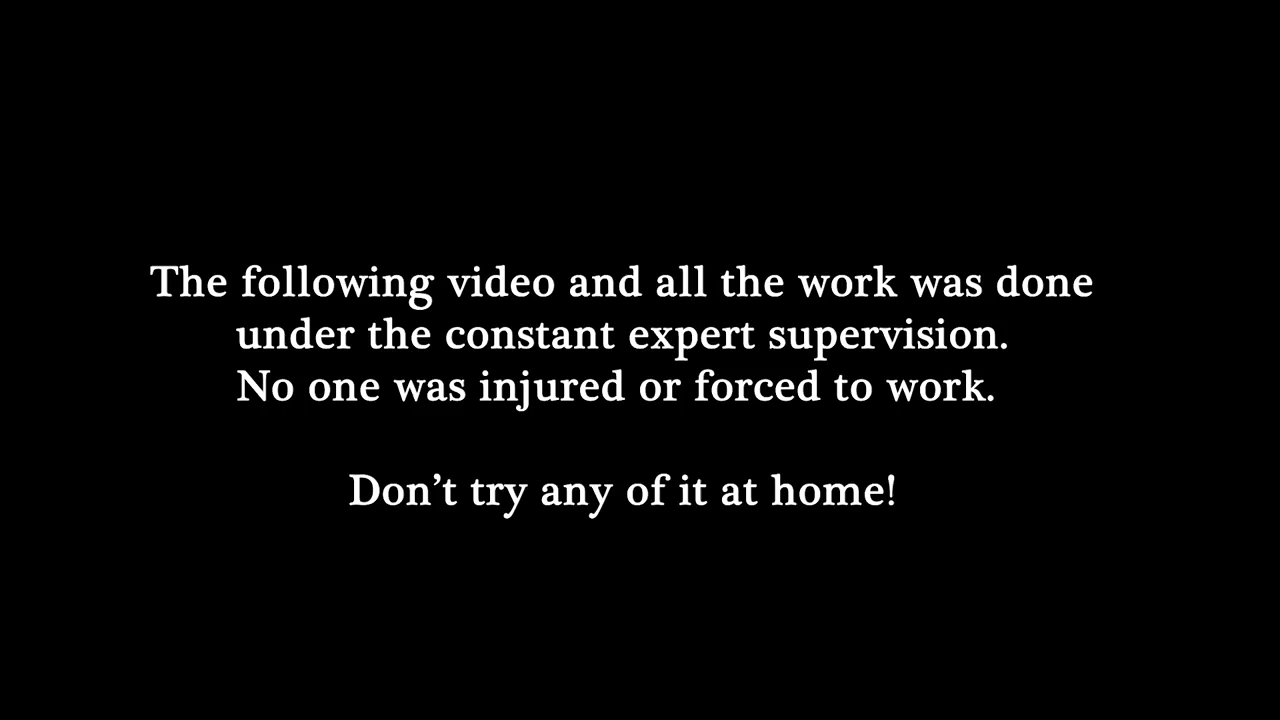 The following video and all the work was done
under the constant expert supervision.
No one was injured or forced to work.
Don’t try any of it at home!